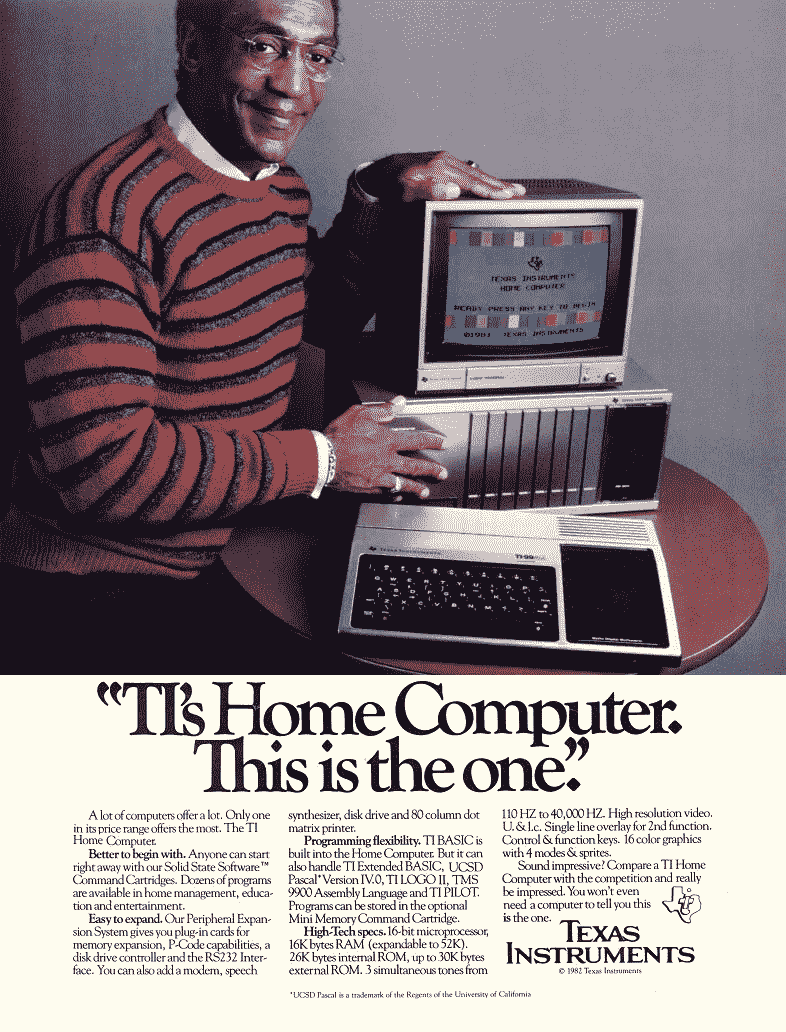 TEXAS INSTRUMENTS
HOME COMPUTER
READY-PRESS ANY KEY TO BEGIN
©1981 TEXAS INSTRUMENTS
TEXAS INSTRUMENTS
“TI’s Home Computer.
This is the one.”
A lot of computers offer a lot. Only one
in its price range offers the most. The TI
Home Computer.
Better to begin with. Anyone can start
right away with our Solid State Software™
Command Cartridges. Dozens of programs
are available in home management, educa-
tion and entertainment.
Easy to expand. Our Peripheral Expan-
sion System gives you plug-in cards for
memory expansion, P-Code capabilities, a
disk drive controller and the RS232 Inter-
face. You can also add a modem, speech
synthesizer, disk drive and 80 column dot
matrix printer.
Programming flexibility. TI BASIC is
built into the Home Computer. But it can
also handle TI Extended BASIC, UCSD
Pascal* Version IV.0, TI LOGO II, TMS
9900 Assembly Language and TI PILOT.
Programs can be stored in the optional
Mini Memory Command Cartridge.
High-Tech specs. 16-bit microprocessor,
16K bytes RAM (expandable to 52K).
26K bytes internal ROM, up to 30K bytes
external ROM. 3 simultaneous tones from
110 HZ to 40,000 HZ. High resolution video.
U. & l.c. Single line overlay for 2nd function.
Control & function keys. 16 color graphics
with 4 modes & sprites.
Sound impressive? Compare a TI Home
Computer with the competition and really
be impressed. You won’t even
need a computer to tell you this
is the one.
TEXAS
INSTRUMENTS
© 1982 Texas Instruments
*UCSD Pascal is a trademark of the Regents of the University of California